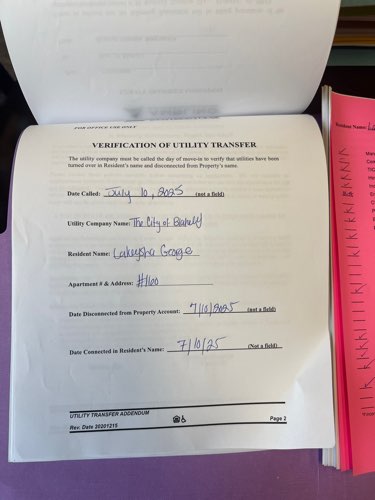 FOR OFFICE USE ONLY
VERIFICATION OF UTILITY TRANSFER
The utility company must be called the day of move-in to verify that utilities have been
turned over in Resident's name and disconnected from Property's name.
Date Called: July 10, 2025 (not a field)
Utility Company Name: The City of Blakely
Resident Name: Lakeysha George
Apartment # & Address: #1100
Date Disconnected from Property Account: 7/10/2025 (not a field)
Date Connected in Resident's Name: 7/10/25 (Not a field)
UTILITY TRANSFER ADDENDUM
Rev. Date 20201215
Page 2
Resident Name: